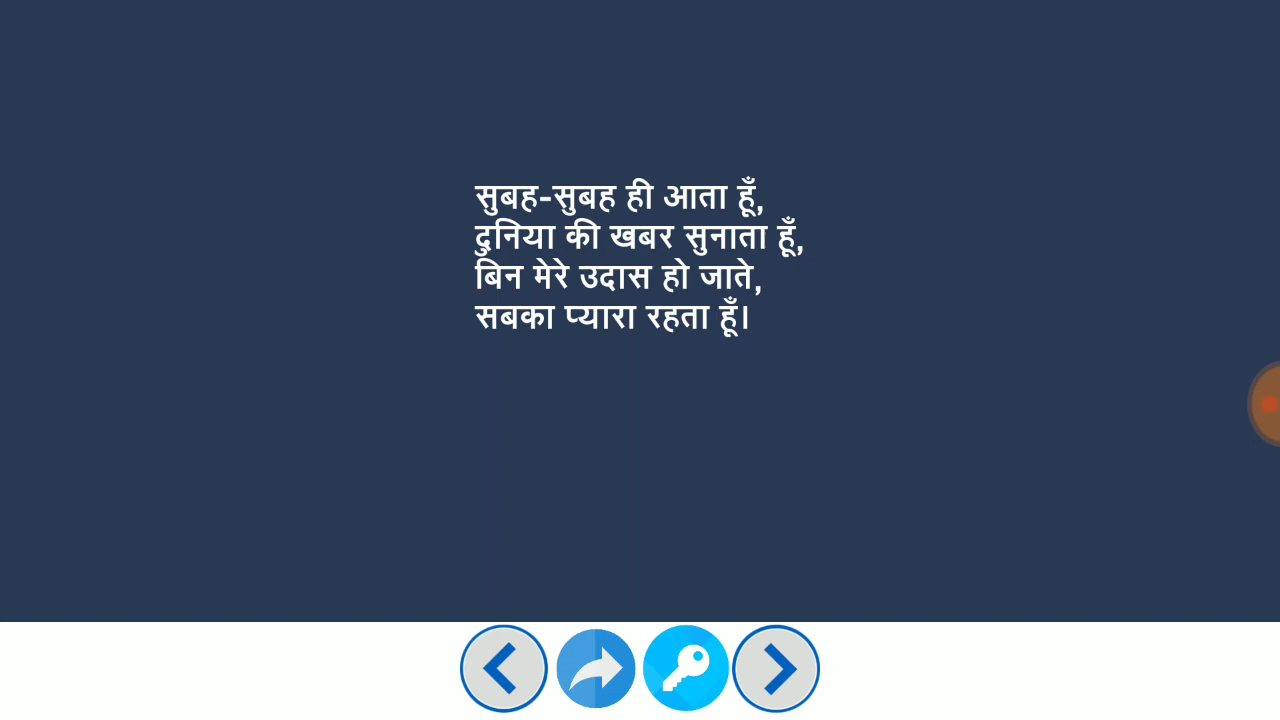 सुबह-सुबह ही आता हूँ,
दुनिया की खबर सुनाता हूँ,
बिन मेरे उदास हो जाते,
सबका प्यारा रहता हूँ।